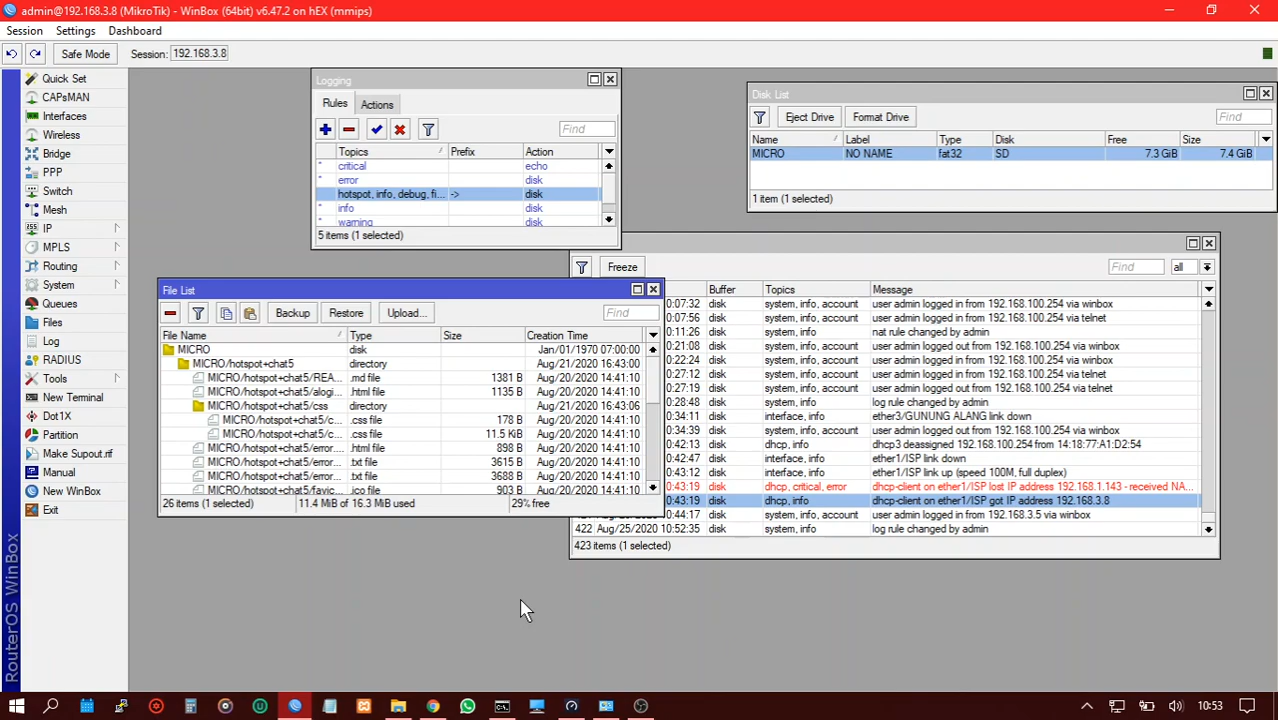 admin@192.168.3.8 (MikroTik) - WinBox (64bit) v6.47.2 on hEX (mmips)
Session Settings Dashboard
Safe Mode Session: 192.168.3.8
Quick Set
CAPsMAN
Interfaces
Wireless
Bridge
PPP
Switch
Mesh
IP
MPLS
Routing
System
Queues
Files
Log
RADIUS
Tools
New Terminal
Dot1X
Partition
Make Supout.rif
Manual
New WinBox
Exit
RouterOS WinBox
Logging
Rules Actions
Find
Topics Prefix Action
* critical echo
* error disk
hotspot, info, debug, fi... -> disk
* info disk
* warning disk
5 items (1 selected)
Disk List
Eject Drive Format Drive Find
Name Label Type Disk Free Size
MICRO NO NAME fat32 SD 7.3 GiB 7.4 GiB
1 item (1 selected)
File List
Backup Restore Upload... Find
File Name Type Size Creation Time
MICRO disk Jan/01/1970 07:00:00
MICRO/hotspot+chat5 directory Aug/21/2020 16:43:00
MICRO/hotspot+chat5/REA... .md file 1381 B Aug/20/2020 14:41:10
MICRO/hotspot+chat5/alogi... .html file 1135 B Aug/20/2020 14:41:10
MICRO/hotspot+chat5/css directory Aug/21/2020 16:43:06
MICRO/hotspot+chat5/c... .css file 178 B Aug/20/2020 14:41:10
MICRO/hotspot+chat5/c... .css file 11.5 KiB Aug/20/2020 14:41:10
MICRO/hotspot+chat5/error... .html file 898 B Aug/20/2020 14:41:10
MICRO/hotspot+chat5/error... .txt file 3615 B Aug/20/2020 14:41:10
MICRO/hotspot+chat5/error... .txt file 3688 B Aug/20/2020 14:41:10
MICRO/hotspot+chat5/favic... .ico file 903 B Aug/20/2020 14:41:10
26 items (1 selected) 11.4 MiB of 16.3 MiB used 29% free
Freeze Find all
Buffer Topics Message
0:07:32 disk system, info, account user admin logged in from 192.168.100.254 via winbox
0:07:56 disk system, info, account user admin logged in from 192.168.100.254 via telnet
0:11:26 disk system, info nat rule changed by admin
0:21:08 disk system, info, account user admin logged out from 192.168.100.254 via winbox
0:22:24 disk system, info, account user admin logged in from 192.168.100.254 via winbox
0:27:12 disk system, info, account user admin logged in from 192.168.100.254 via telnet
0:27:19 disk system, info, account user admin logged out from 192.168.100.254 via telnet
0:28:48 disk system, info log rule changed by admin
0:34:11 disk interface, info ether3/GUNUNG ALANG link down
0:34:11 disk system, info, account user admin logged out from 192.168.100.254 via winbox
0:42:13 disk dhcp, info dhcp3 deassigned 192.168.100.254 from 14:18:77:A1:D2:54
0:42:47 disk interface, info ether1/ISP link down
0:43:12 disk interface, info ether1/ISP link up (speed 100M, full duplex)
0:43:19 disk dhcp, critical, error dhcp-client on ether1/ISP lost IP address 192.168.1.143 - received NA...
0:43:19 disk dhcp, info dhcp-client on ether1/ISP got IP address 192.168.3.8
0:44:17 disk system, info, account user admin logged in from 192.168.3.5 via winbox
422 Aug/25/2020 10:52:35 disk system, info log rule changed by admin
423 items (1 selected)
10:53